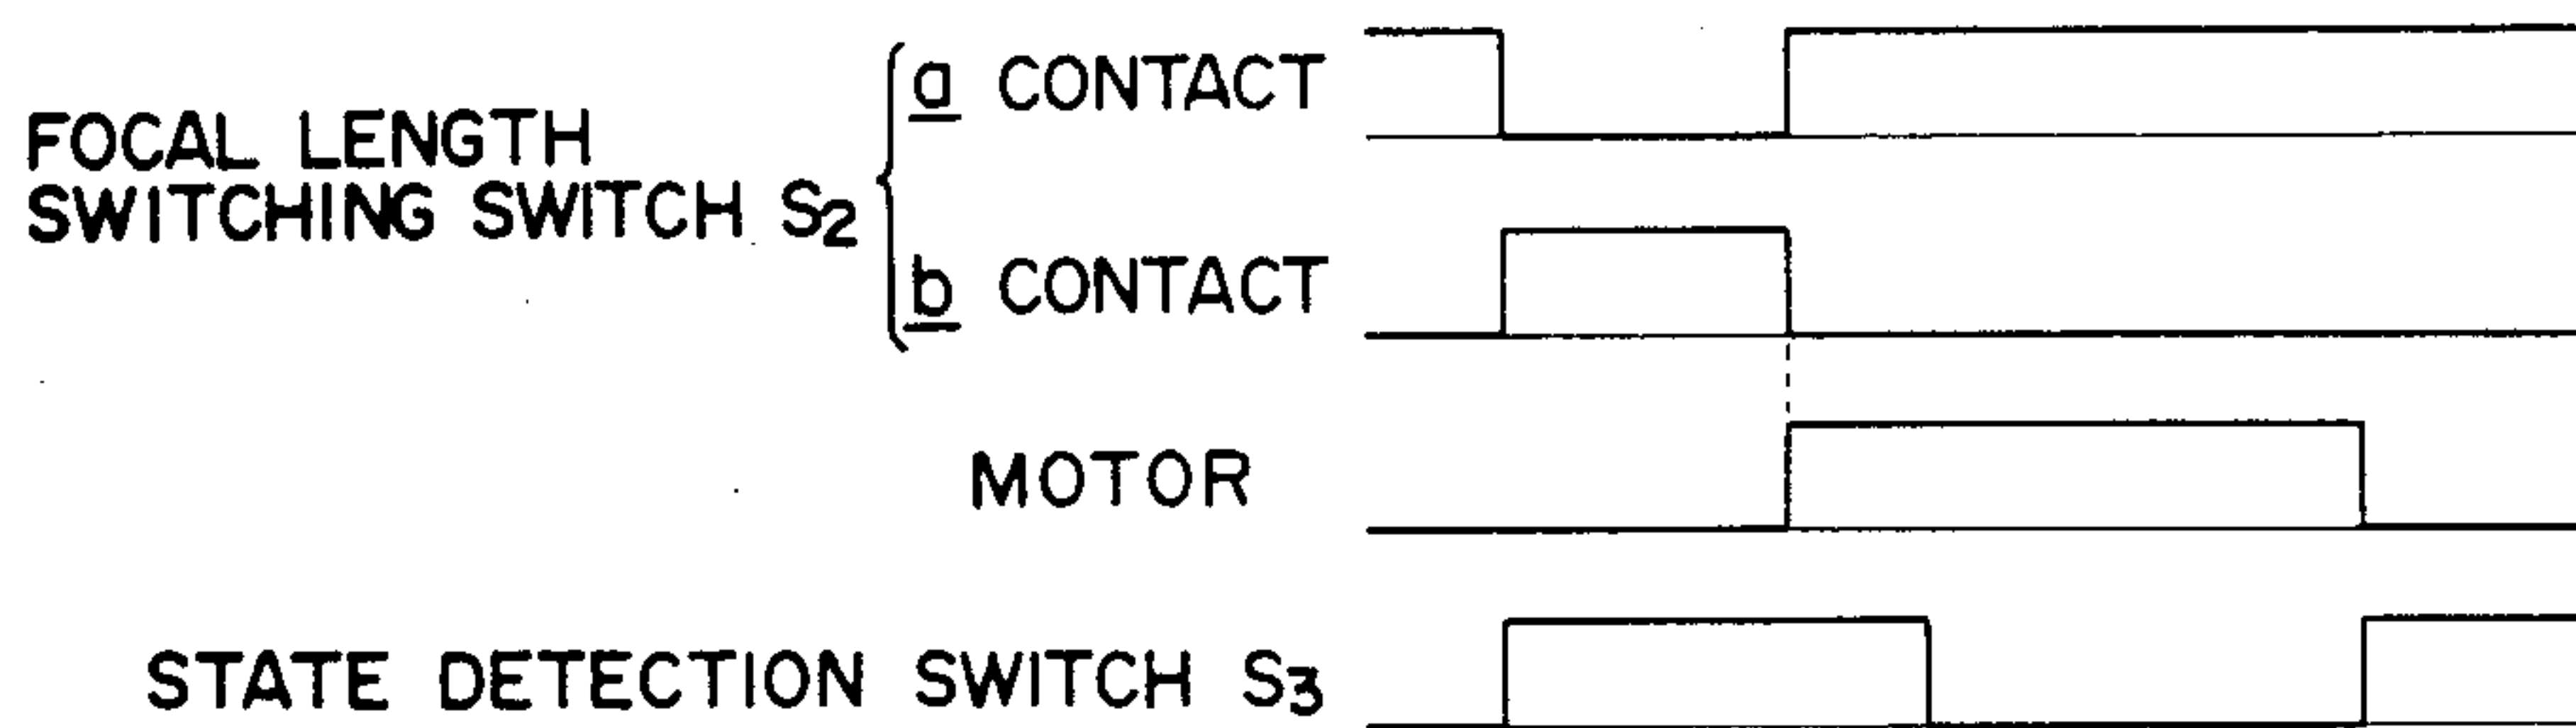 FOCAL LENGTH
SWITCHING SWITCH S2
a CONTACT
b CONTACT
MOTOR
STATE DETECTION SWITCH S3